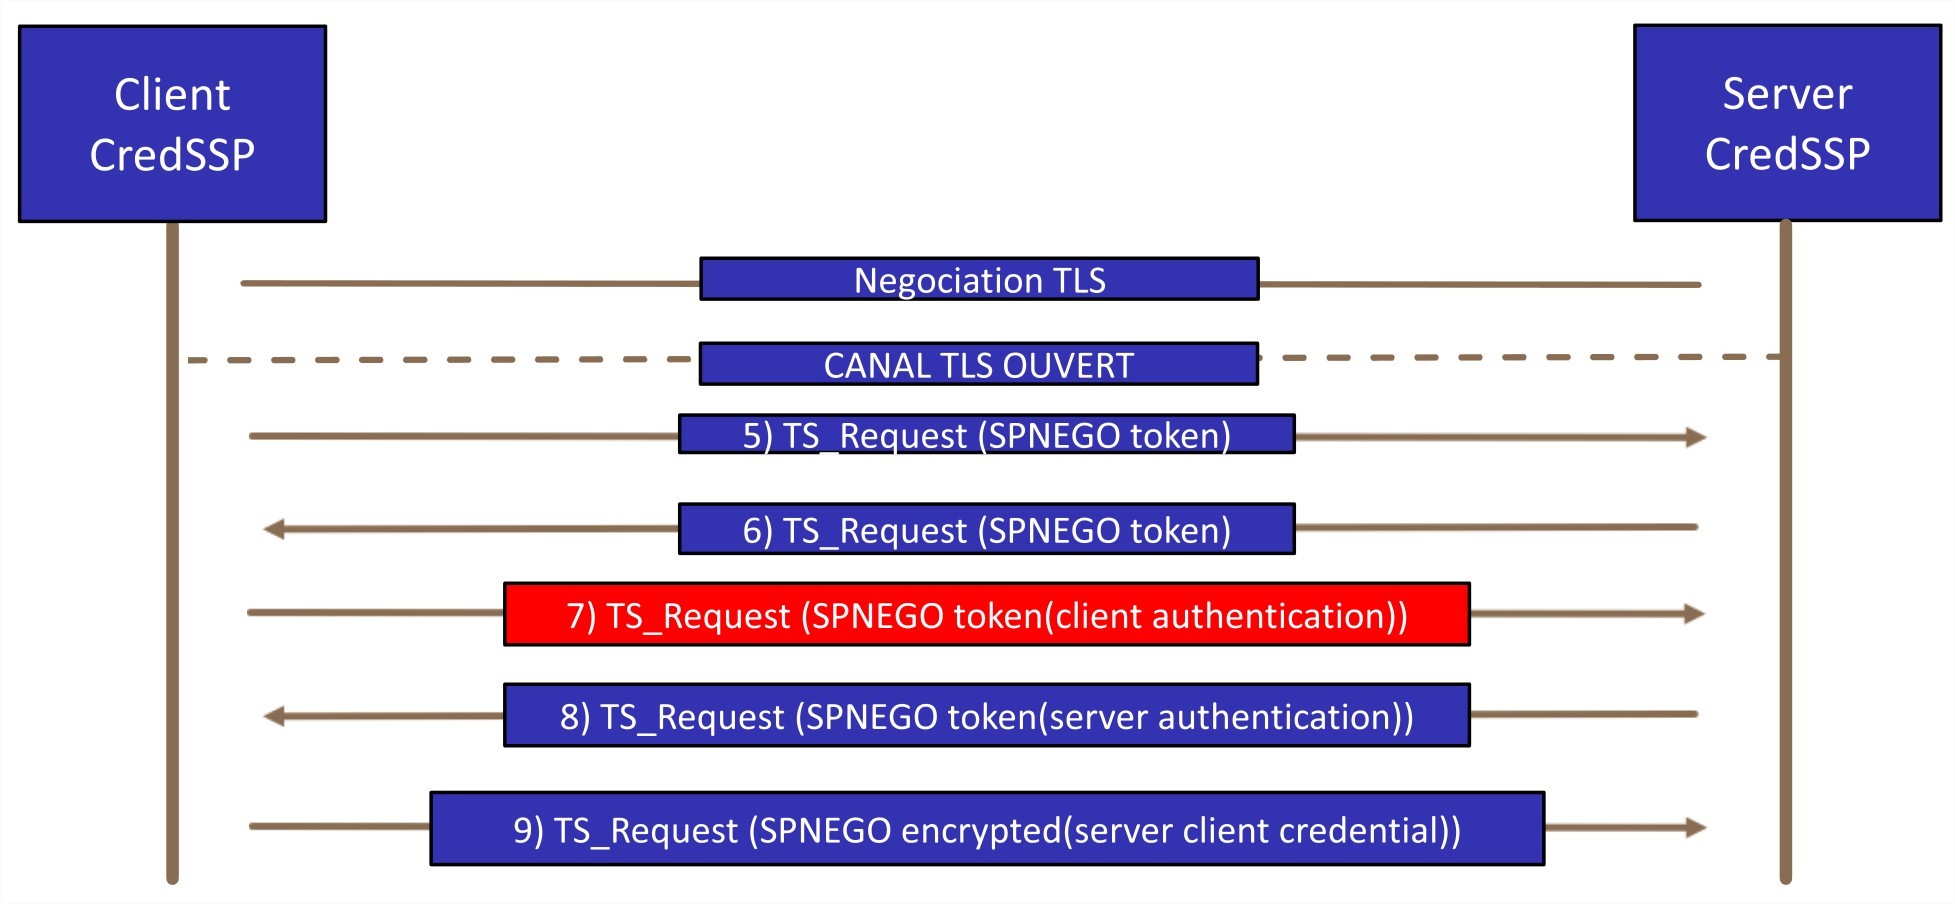 Client
CredSSP
Server
CredSSP
Negociation TLS
CANAL TLS OUVERT
5) TS_Request (SPNEGO token)
6) TS_Request (SPNEGO token)
7) TS_Request (SPNEGO token(client authentication))
8) TS_Request (SPNEGO token(server authentication))
9) TS_Request (SPNEGO encrypted(server client credential))